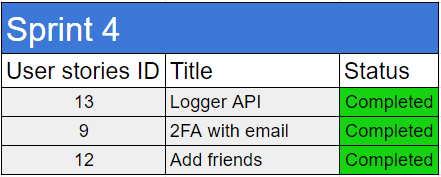 Sprint 4
User stories ID Title Status
13 Logger API Completed
9 2FA with email Completed
12 Add friends Completed